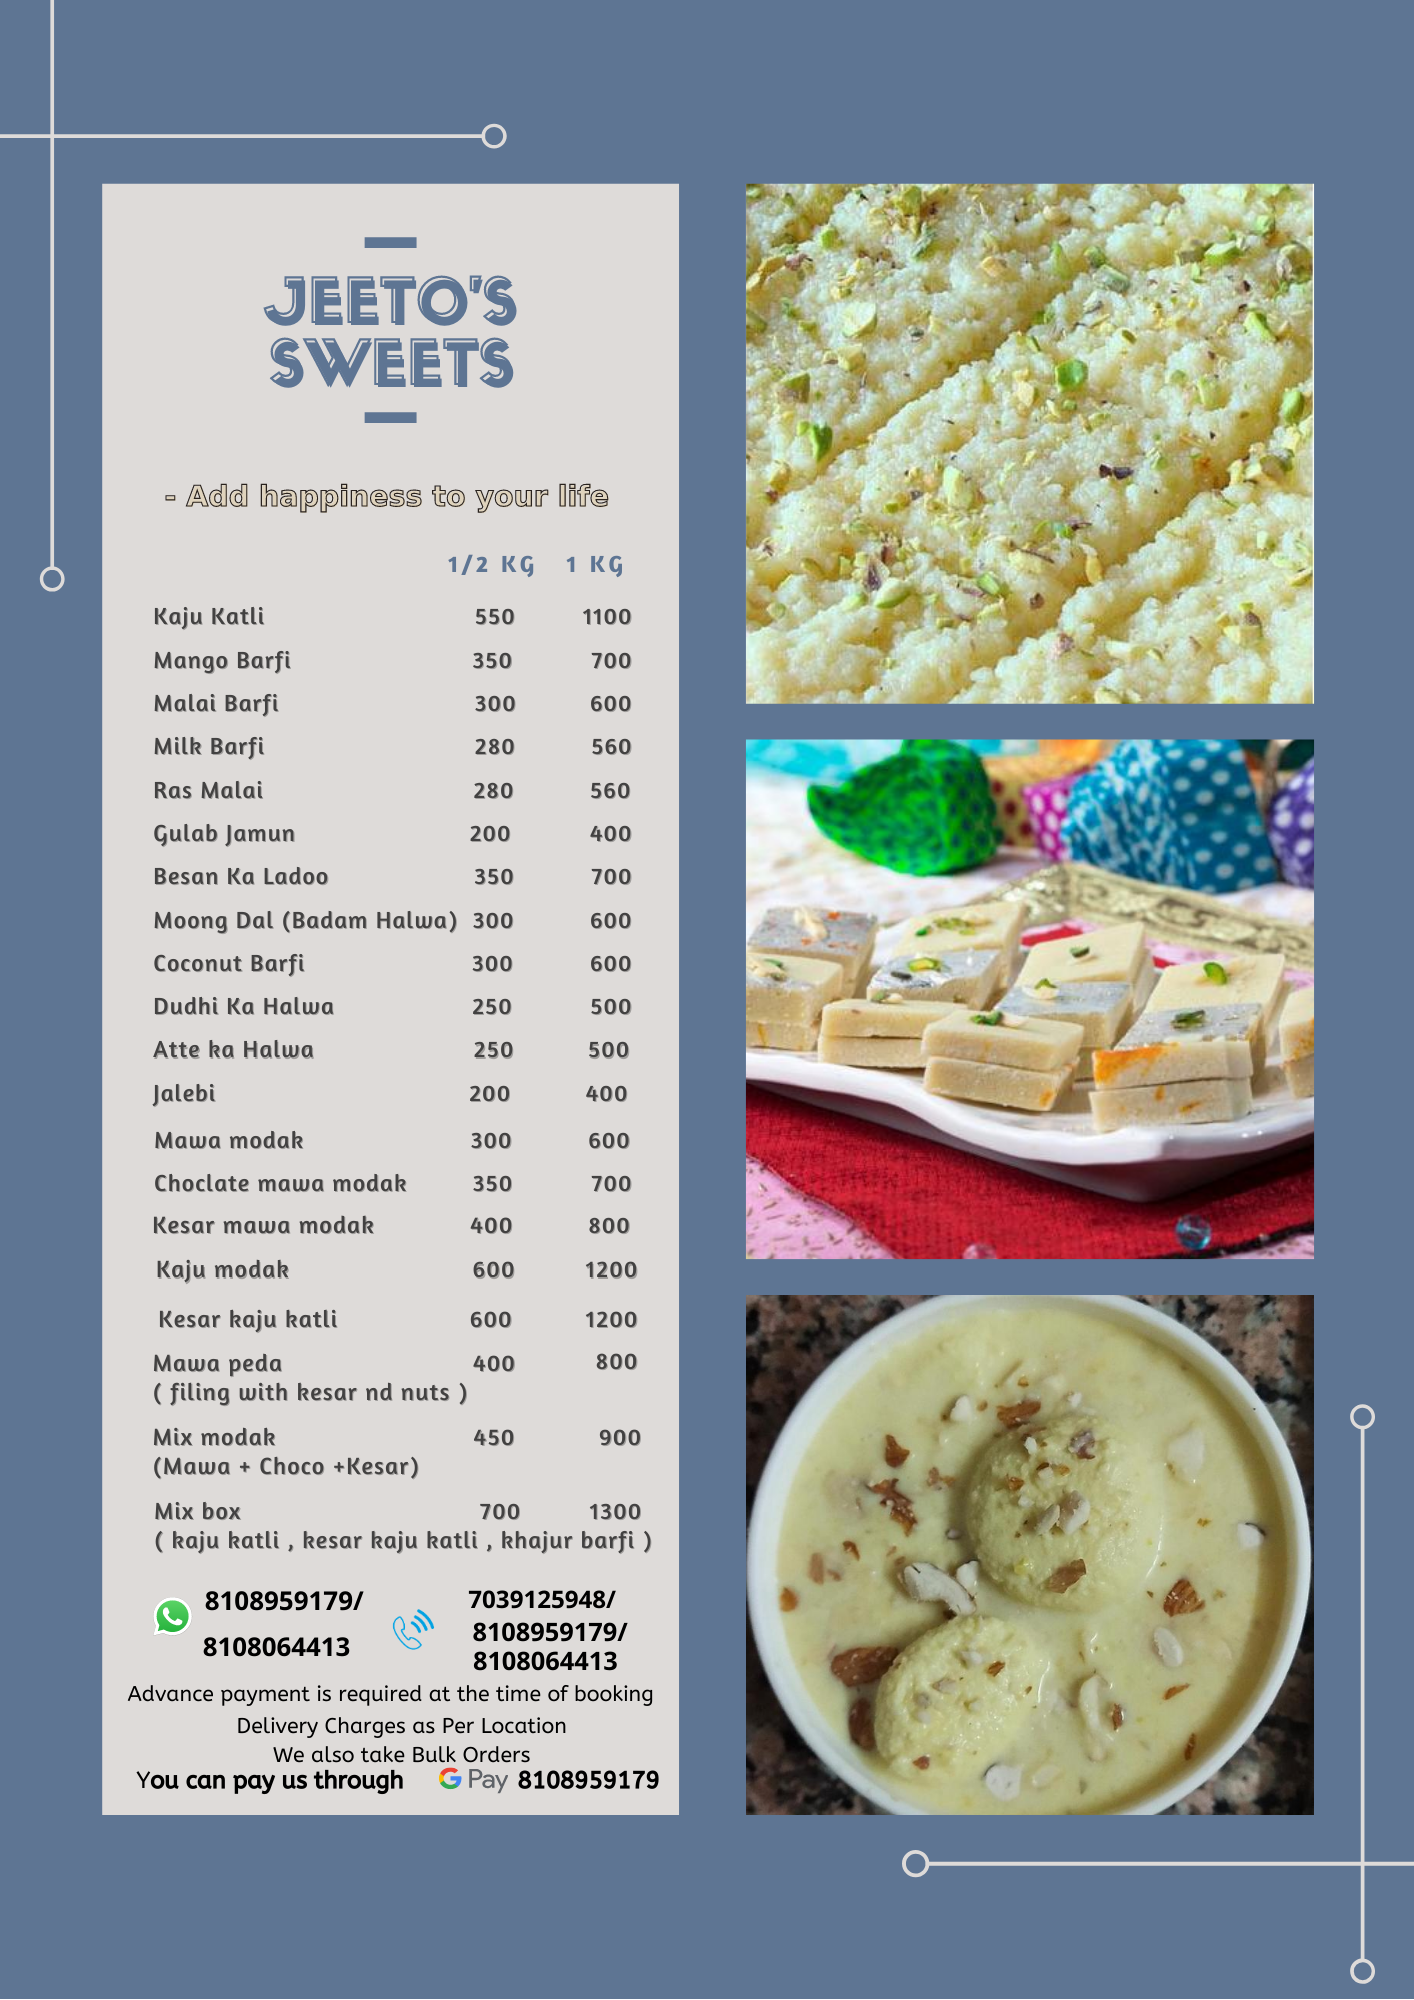 JEETO'S
SWEETS
- Add happiness to your life
1/2 KG 1 KG
Kaju Katli 550 1100
Mango Barfi 350 700
Malai Barfi 300 600
Milk Barfi 280 560
Ras Malai 280 560
Gulab Jamun 200 400
Besan Ka Ladoo 350 700
Moong Dal (Badam Halwa) 300 600
Coconut Barfi 300 600
Dudhi Ka Halwa 250 500
Atte ka Halwa 250 500
Jalebi 200 400
Mawa modak 300 600
Choclate mawa modak 350 700
Kesar mawa modak 400 800
Kaju modak 600 1200
Kesar kaju katli 600 1200
Mawa peda 400 800
( filing with kesar nd nuts )
Mix modak 450 900
(Mawa + Choco +Kesar)
Mix box 700 1300
( kaju katli , kesar kaju katli , khajur barfi )
8108959179/
8108064413
7039125948/
8108959179/
8108064413
Advance payment is required at the time of booking
Delivery Charges as Per Location
We also take Bulk Orders
You can pay us through G Pay 8108959179